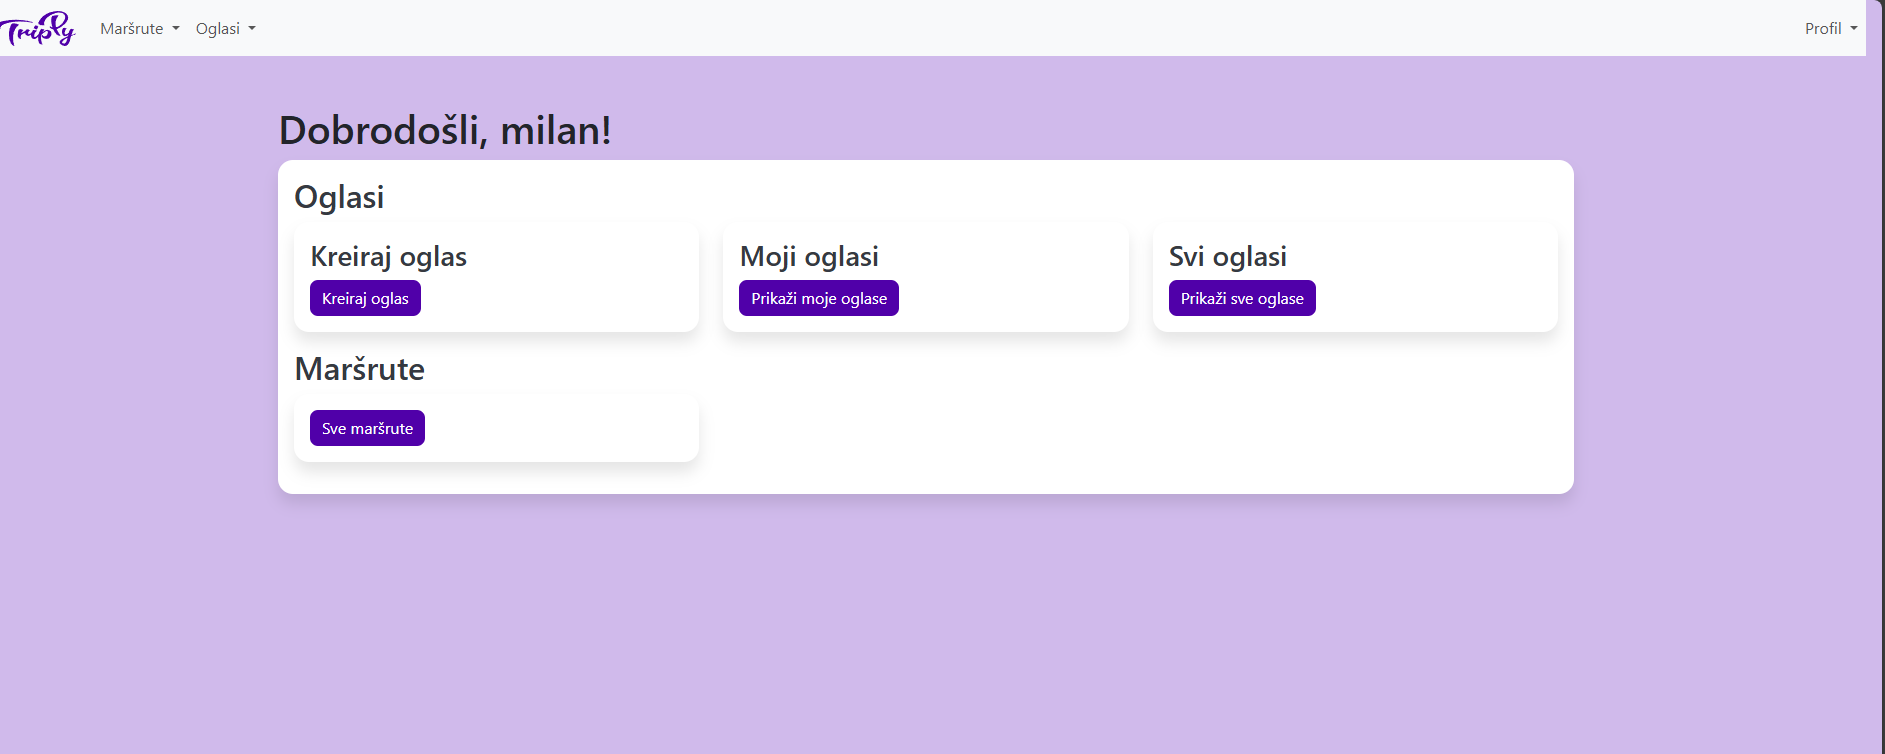 Triply Maršrute Oglasi Profil
Dobrodošli, milan!
Oglasi
Kreiraj oglas Moji oglasi Svi oglasi
Kreiraj oglas Prikaži moje oglase Prikaži sve oglase
Maršrute
Sve maršrute